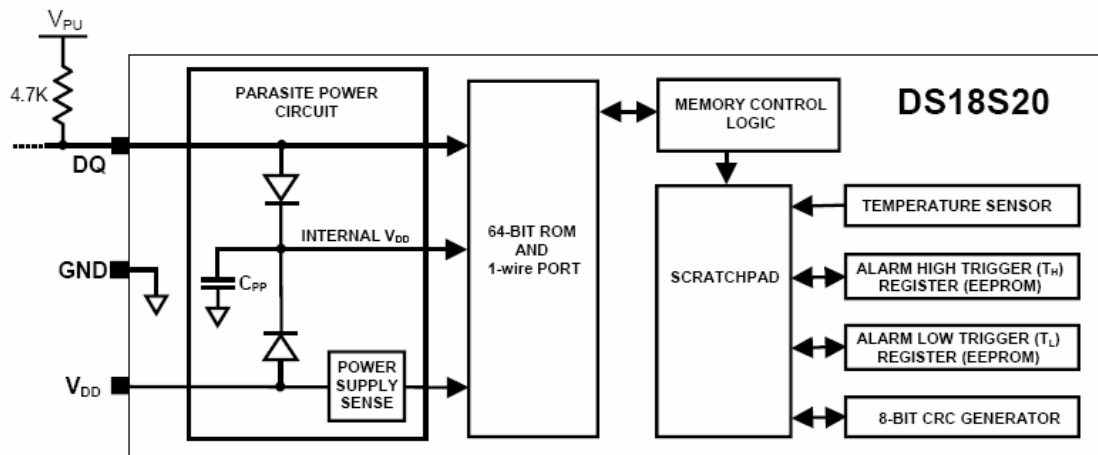 VPU
4.7K
DQ
GND
VDD
PARASITE POWER
CIRCUIT
INTERNAL VDD
CPP
POWER
SUPPLY
SENSE
64-BIT ROM
AND
1-wire PORT
MEMORY CONTROL
LOGIC
DS18S20
SCRATCHPAD
TEMPERATURE SENSOR
ALARM HIGH TRIGGER (TH)
REGISTER (EEPROM)
ALARM LOW TRIGGER (TL)
REGISTER (EEPROM)
8-BIT CRC GENERATOR